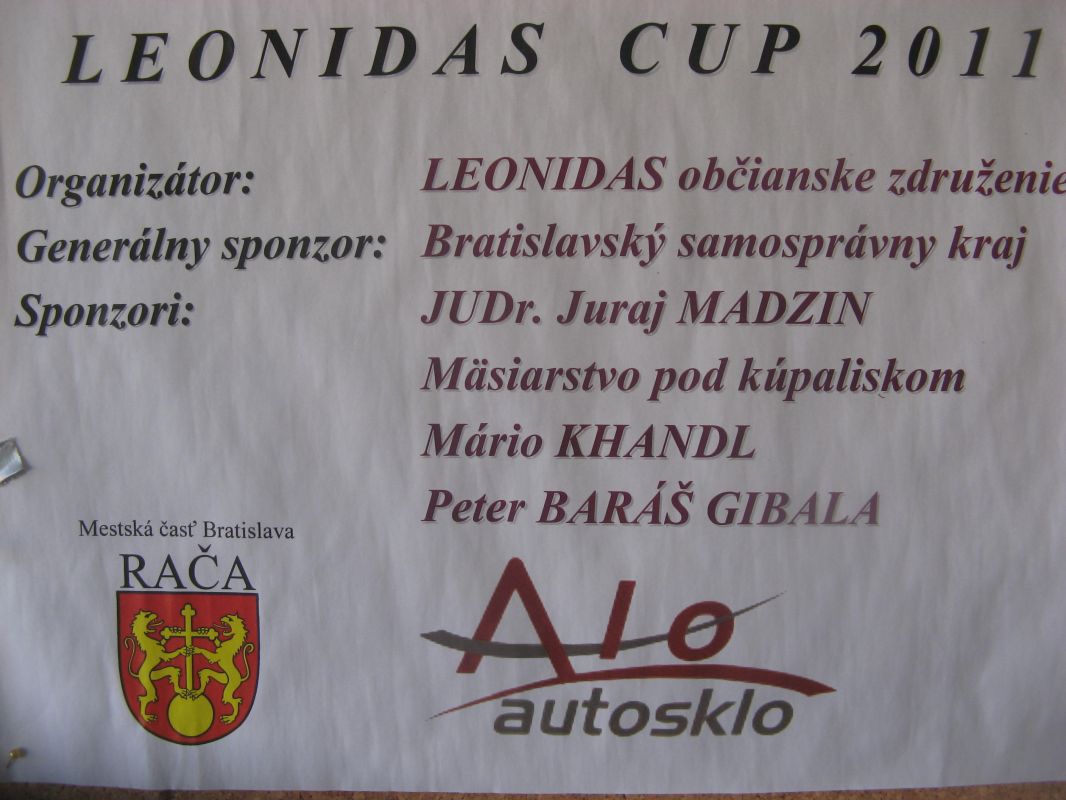 LEONIDAS CUP 2011
Organizátor: LEONIDAS občianske združenie
Generálny sponzor: Bratislavský samosprávny kraj
Sponzori: JUDr. Juraj MADZIN
Mäsiarstvo pod kúpaliskom
Mário KHANDL
Peter BARÁŠ GIBALA
Mestská časť Bratislava
RAČA
Alo
autosklo